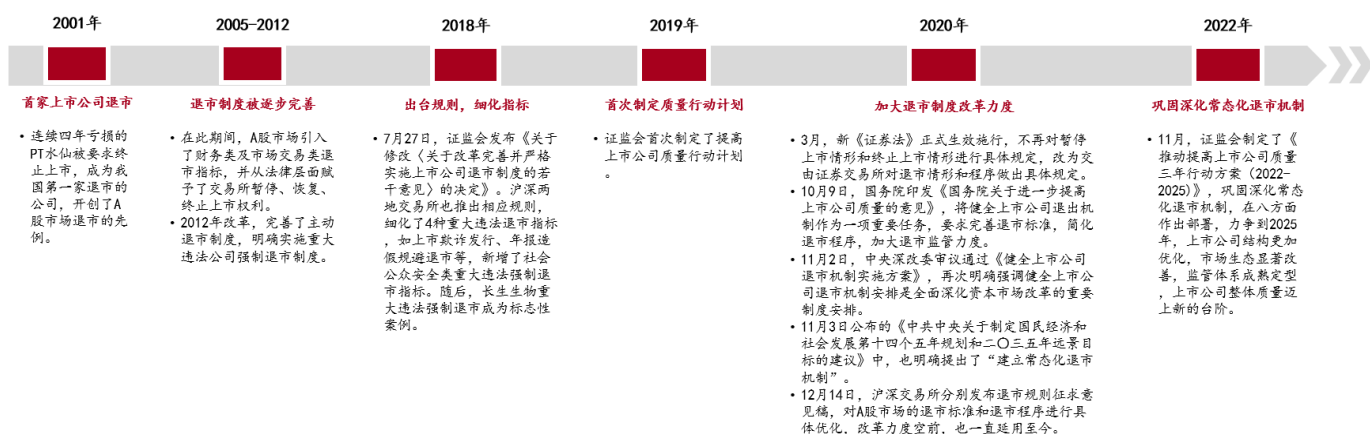 2001年
首家上市公司退市
• 连续四年亏损的
PT水仙被要求终
止上市，成为我
国第一家退市的
公司，开创了A
股市场退市的先
例。
2005-2012
退市制度被逐步完善
• 在此期间，A股市场引入
了财务类及市场交易类退
市指标，并从法律层面赋
予了交易所暂停、恢复、
终止上市权利。
• 2012年改革，完善了主动
退市制度，明确实施重大
违法公司强制退市制度。
2018年
出台规则，细化指标
• 7月27日，证监会发布《关于
修改〈关于改革完善并严格
实施上市公司退市制度的若
干意见〉的决定》。沪深两
地交易所也推出相应规则，
细化了4种重大违法退市指标
，如上市欺诈发行、年报造
假规避退市等，新增了社会
公众安全类重大违法强制退
市指标。随后，长生生物重
大违法强制退市成为标志性
案例。
2019年
首次制定质量行动计划
• 证监会首次制定了提高
上市公司质量行动计划
。
2020年
加大退市制度改革力度
• 3月，新《证券法》正式生效施行，不再对暂停
上市情形和终止上市情形进行具体规定，改为交
由证券交易所对退市情形和程序做出具体规定。
• 10月9日，国务院印发《国务院关于进一步提高
上市公司质量的意见》，将健全上市公司退出机
制作为一项重要任务，要求完善退市标准，简化
退市程序，加大退市监管力度。
• 11月2日，中央深改委审议通过《健全上市公司
退市机制实施方案》，再次明确强调健全上市公
司退市机制安排是全面深化资本市场改革的重要
制度安排。
• 11月3日公布的《中共中央关于制定国民经济和
社会发展第十四个五年规划和二〇三五年远景目
标的建议》中，也明确提出了“建立常态化退市
机制”。
• 12月14日，沪深交易所分别发布退市规则征求意
见稿，对A股市场的退市标准和退市程序进行具
体优化，改革力度空前，也一直延用至今。
2022年
巩固深化常态化退市机制
• 11月，证监会制定了《
推动提高上市公司质量
三年行动方案（2022-
2025)》，巩固深化常态
化退市机制，在八方面
作出部署，力争到2025
年，上市公司结构更加
优化，市场生态显著改
善，监管体系成熟定型
，上市公司整体质量迈
上新的台阶。